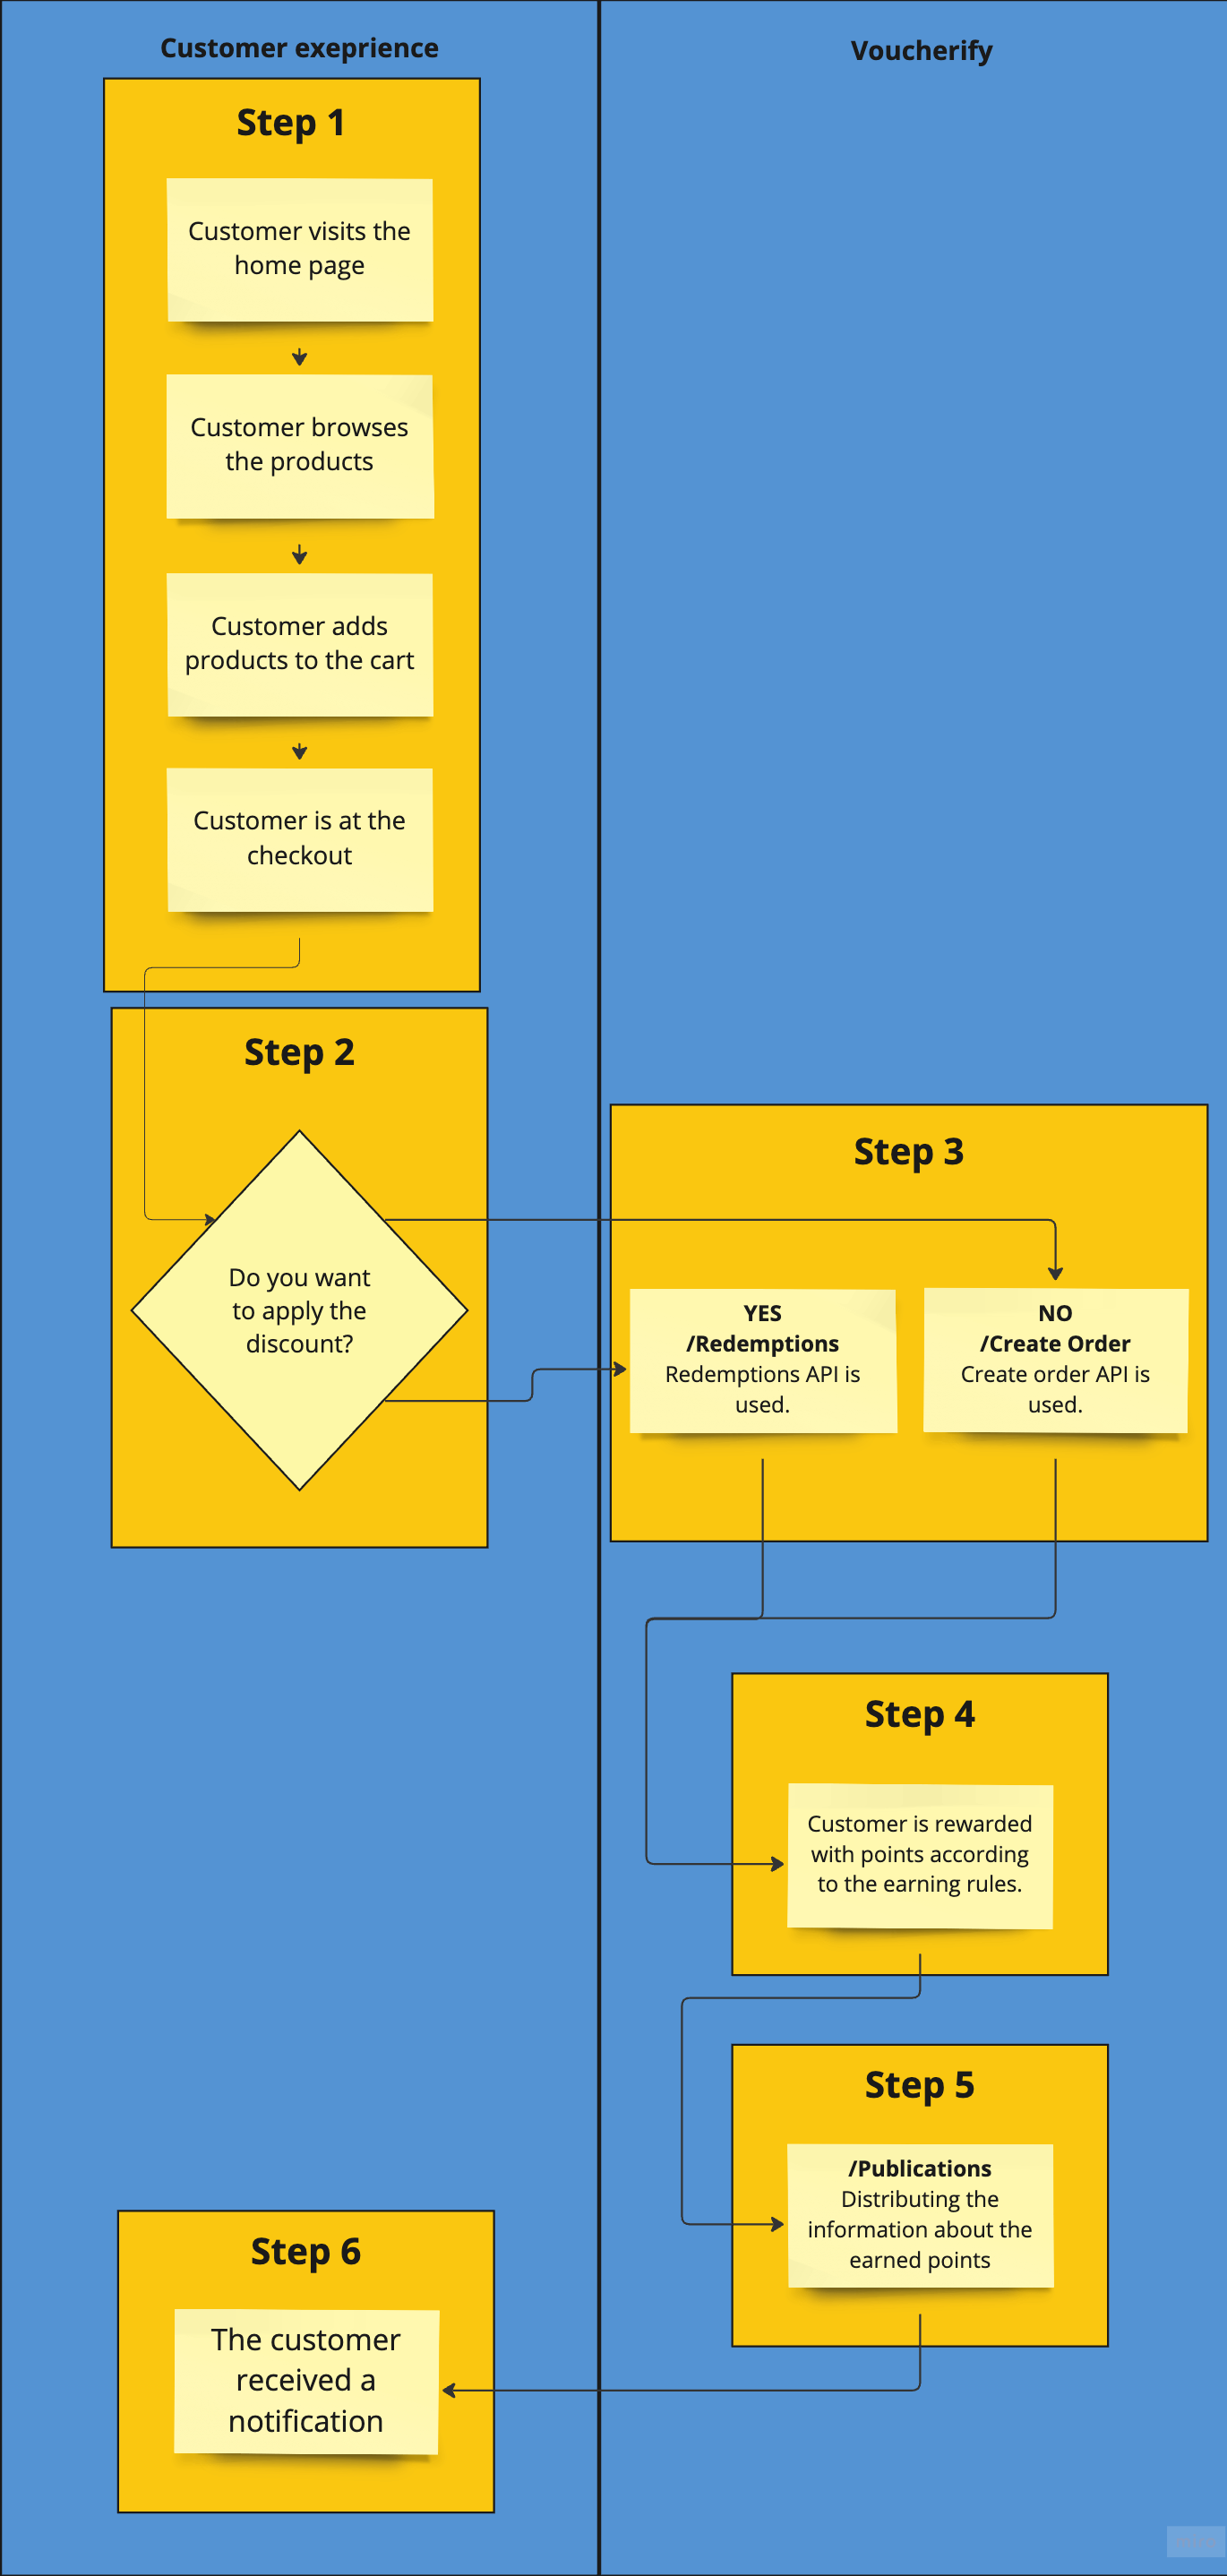 Customer exeprience
Voucherify
Step 1
Customer visits the
home page
Customer browses
the products
Customer adds
products to the cart
Customer is at the
checkout
Step 2
Do you want
to apply the
discount?
Step 3
YES
/Redemptions
Redemptions API is
used.
NO
/Create Order
Create order API is
used.
Step 4
Customer is rewarded
with points according
to the earning rules.
Step 5
/Publications
Distributing the
information about the
earned points
Step 6
The customer
received a
notification